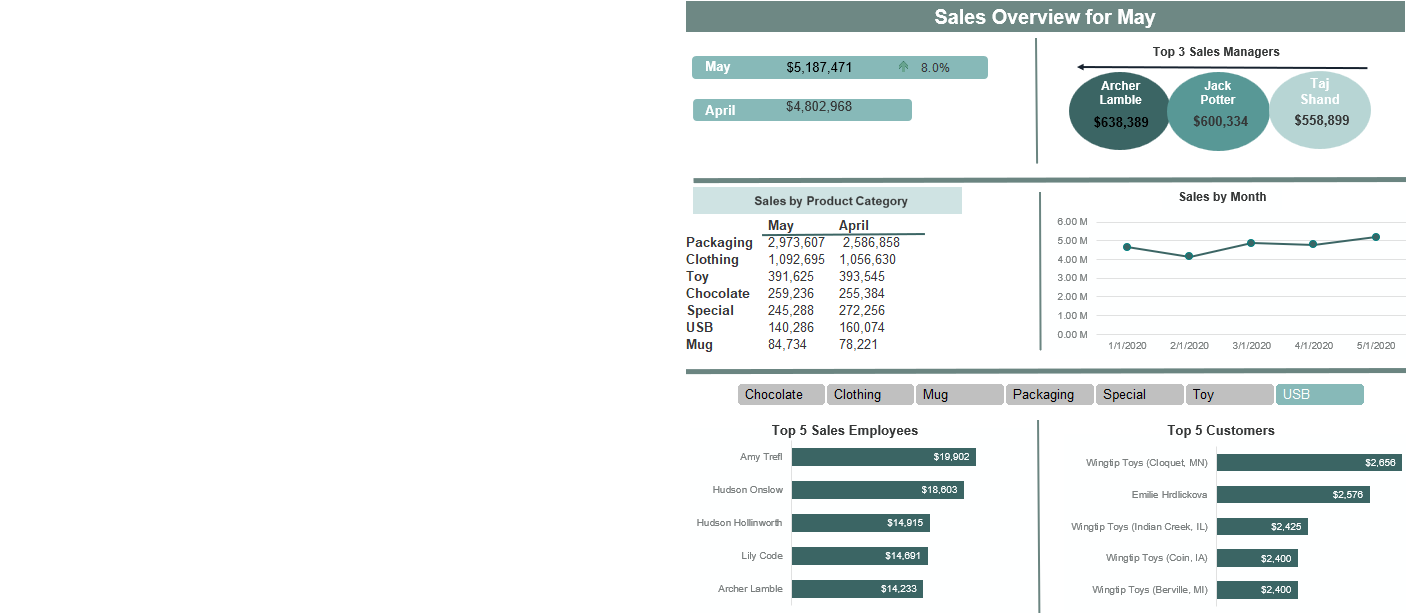 Sales Overview for May
May $5,187,471 8.0%
April $4,802,968
Top 3 Sales Managers
Archer Lamble $638,389
Jack Potter $600,334
Taj Shand $558,899
Sales by Product Category
May April
Packaging 2,973,607 2,586,858
Clothing 1,092,695 1,056,630
Toy 391,625 393,545
Chocolate 259,236 255,384
Special 245,288 272,256
USB 140,286 160,074
Mug 84,734 78,221
Sales by Month
6.00 M
5.00 M
4.00 M
3.00 M
2.00 M
1.00 M
0.00 M
1/1/2020 2/1/2020 3/1/2020 4/1/2020 5/1/2020
Chocolate Clothing Mug Packaging Special Toy USB
Top 5 Sales Employees
Amy Trefl $19,902
Hudson Onslow $18,603
Hudson Hollinworth $14,915
Lily Code $14,691
Archer Lamble $14,233
Top 5 Customers
Wingtip Toys (Cloquet, MN) $2,656
Emilie Hrdlickova $2,576
Wingtip Toys (Indian Creek, IL) $2,425
Wingtip Toys (Coin, IA) $2,400
Wingtip Toys (Berville, MI) $2,400